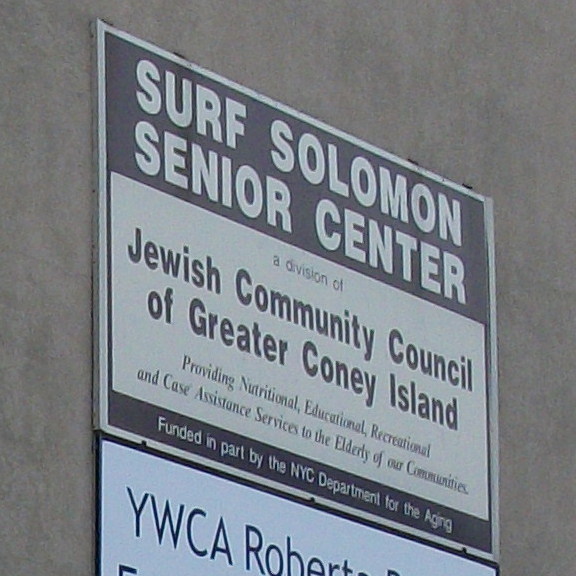 SURF SOLOMON
SENIOR CENTER
a division of
Jewish Community Council
of Greater Coney Island
Providing Nutritional, Educational, Recreational
and Case Assistance Services to the Elderly of our Communities.
Funded in part by the NYC Department for the Aging
YWCA